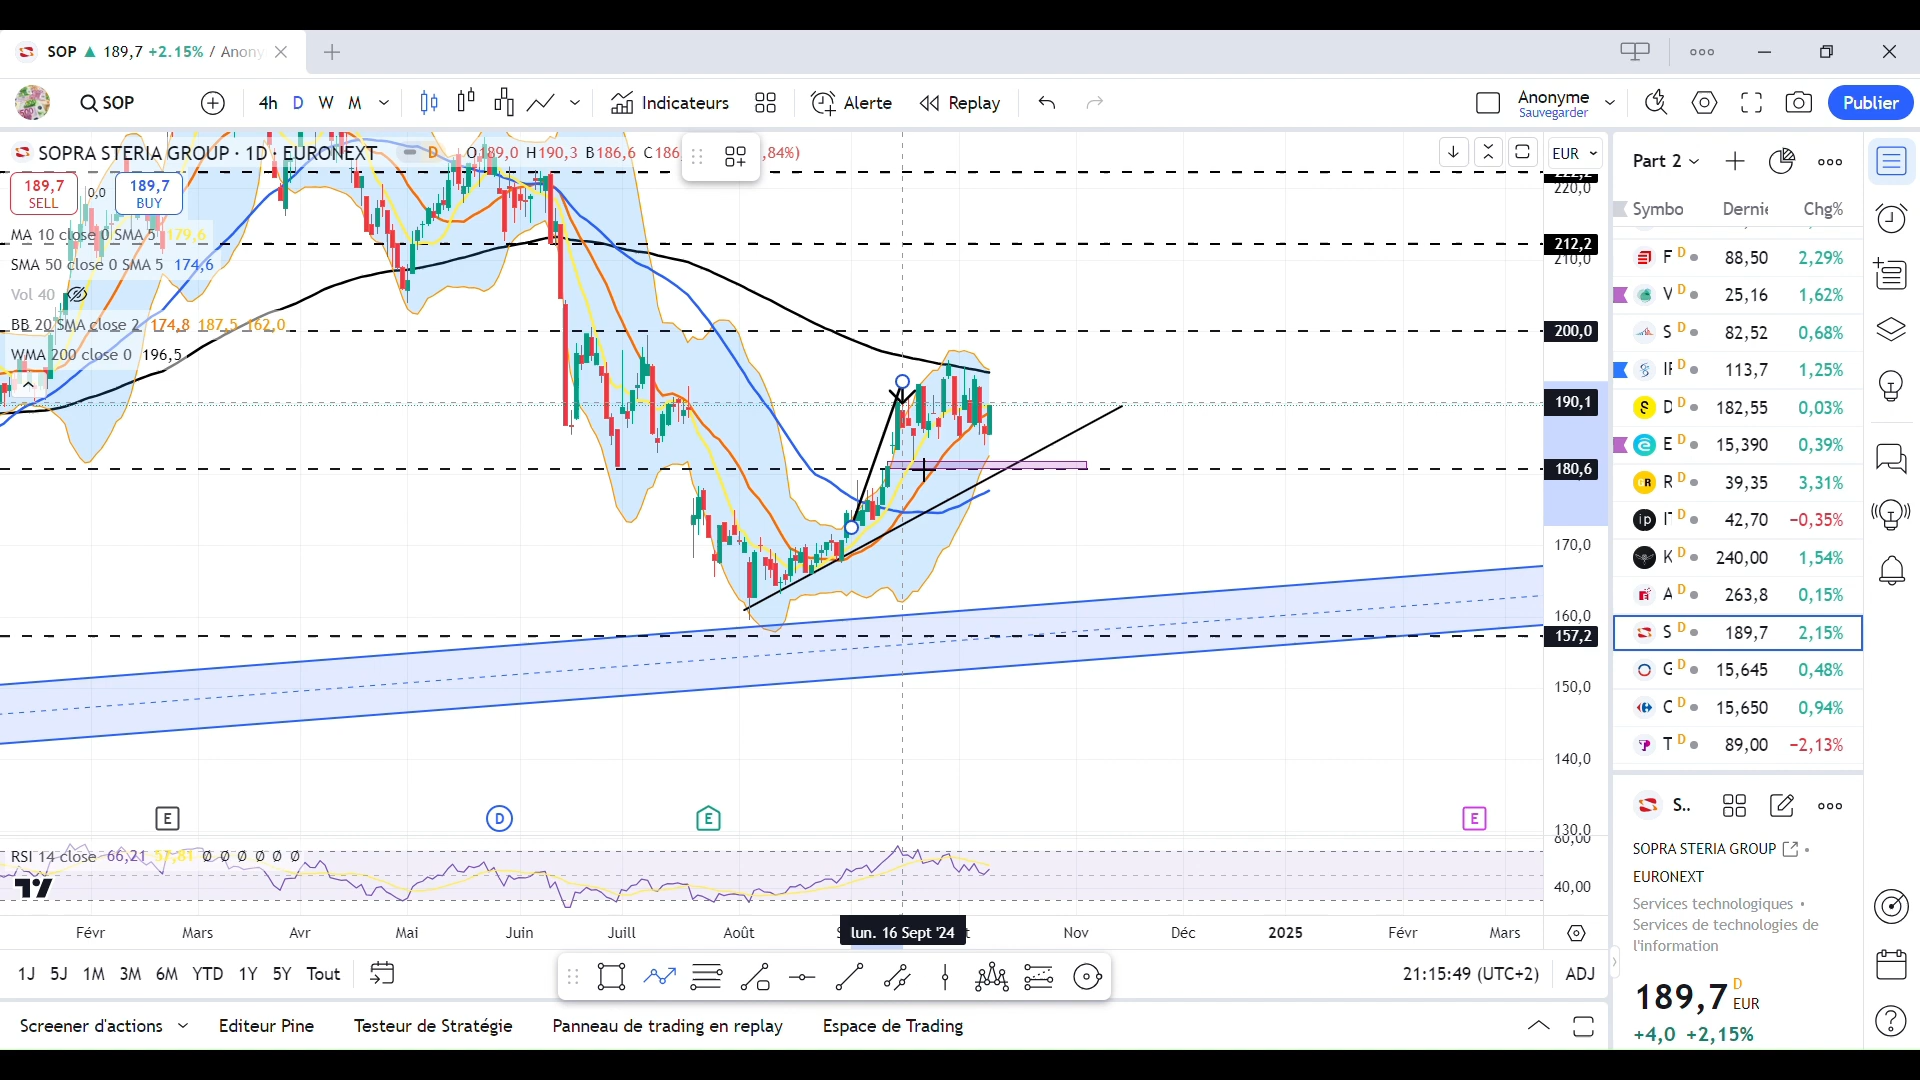 SOP 189,7 +2.15% / Anony
SOP 4h D W M Indicateurs Alerte Replay Anonyme Publier
Sauvegarder
SOPRA STERIA GROUP · 1D · EURONEXT D O189,0 H190,3 B186,6 C186, ,84%)
189,7 SELL
0,0
189,7 BUY
MA 10 close 0 SMA 5 179,6
SMA 50 close 0 SMA 5 174,6
Vol 40
BB 20 SMA close 2 174,8 187,5 162,0
WMA 200 close 0 196,5
EUR
220,0
212,2
210,0
200,0
190,1
180,6
170,0
160,0
157,2
150,0
140,0
130,0
E D E E
RSI 14 close 66,21 57,81 Ø Ø Ø Ø Ø Ø
80,00
40,00
Févr Mars Avr Mai Juin Juill Août lun. 16 Sept '24 Nov Déc 2025 Févr Mars
1J 5J 1M 3M 6M YTD 1Y 5Y Tout
21:15:49 (UTC+2) ADJ
Screener d'actions Editeur Pine Testeur de Stratégie Panneau de trading en replay Espace de Trading
Part 2
Symbo Dernie Chg%
F D 88,50 2,29%
V D 25,16 1,62%
S D 82,52 0,68%
D 113,7 1,25%
D D 182,55 0,03%
E D 15,390 0,39%
R D 39,35 3,31%
D 42,70 −0,35%
K D 240,00 1,54%
A D 263,8 0,15%
S D 189,7 2,15%
G D 15,645 0,48%
C D 15,650 0,94%
T D 89,00 −2,13%
S..
SOPRA STERIA GROUP •
EURONEXT
Services technologiques •
Services de technologies de
l'information
189,7 D EUR
+4,0 +2,15%